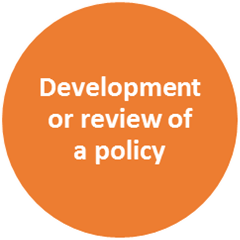 Development
or review of
a policy